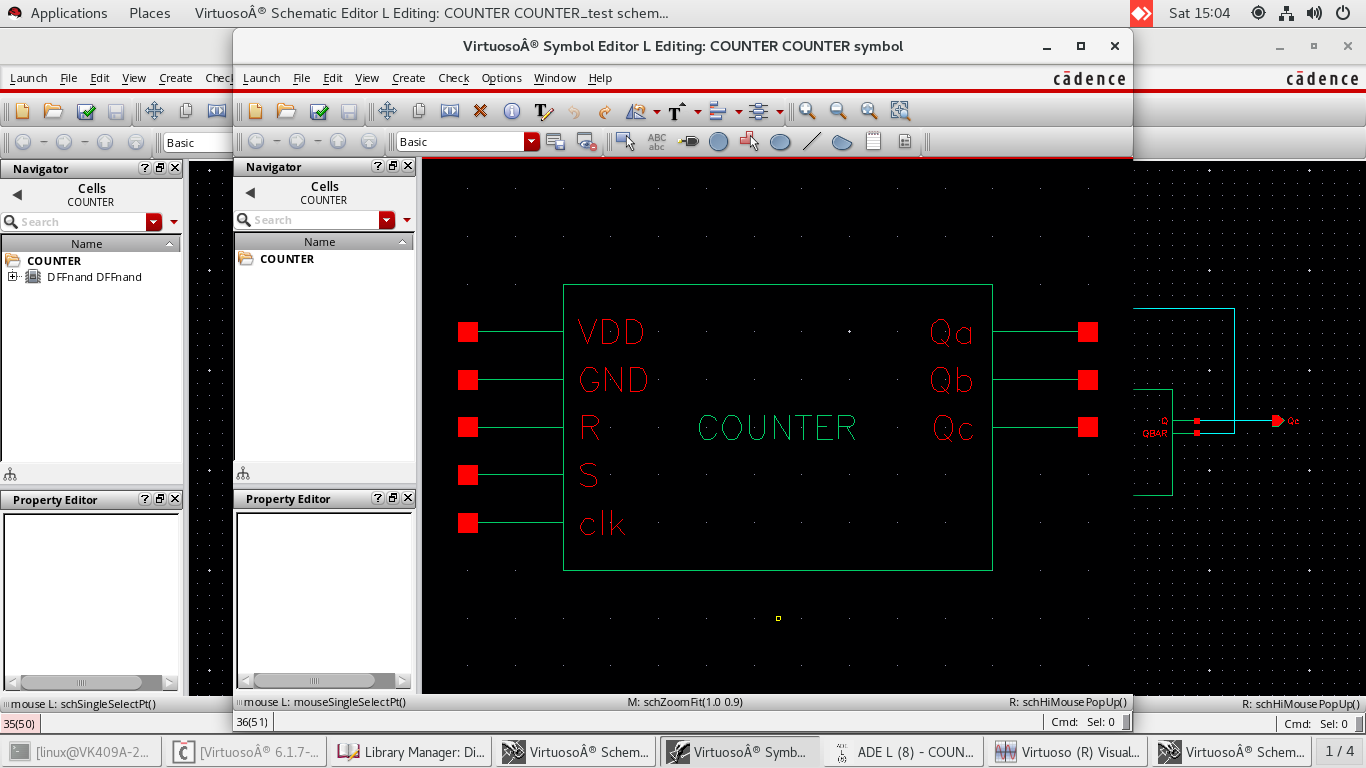 Applications Places VirtuosoÂ® Schematic Editor L Editing: COUNTER COUNTER_test schem... Sat 15:04
VirtuosoÂ® Symbol Editor L Editing: COUNTER COUNTER symbol
Launch File Edit View Create Chec
Launch File Edit View Create Check Options Window Help cādence
cādence
Basic
Basic
ABC
abc
Navigator
Cells
COUNTER
Search
Name
COUNTER
DFFnand DFFnand
Property Editor
Navigator
Cells
COUNTER
Search
Name
COUNTER
Property Editor
VDD Qa
GND Qb
R COUNTER Qc
S
clk
Q Qc
QBAR
mouse L: schSingleSelectPt()
mouse L: mouseSingleSelectPt() M: schZoomFit(1.0 0.9) R: schHiMousePopUp()
R: schHiMousePopUp()
35(50)
36(51) Cmd: Sel: 0
Cmd: Sel: 0
[linux@VK409A-2... [VirtuosoÂ® 6.1.7-... Library Manager: Di... VirtuosoÂ® Schem... VirtuosoÂ® Symb... ADE L (8) - COUN... Virtuoso (R) Visual... VirtuosoÂ® Schem... 1 / 4